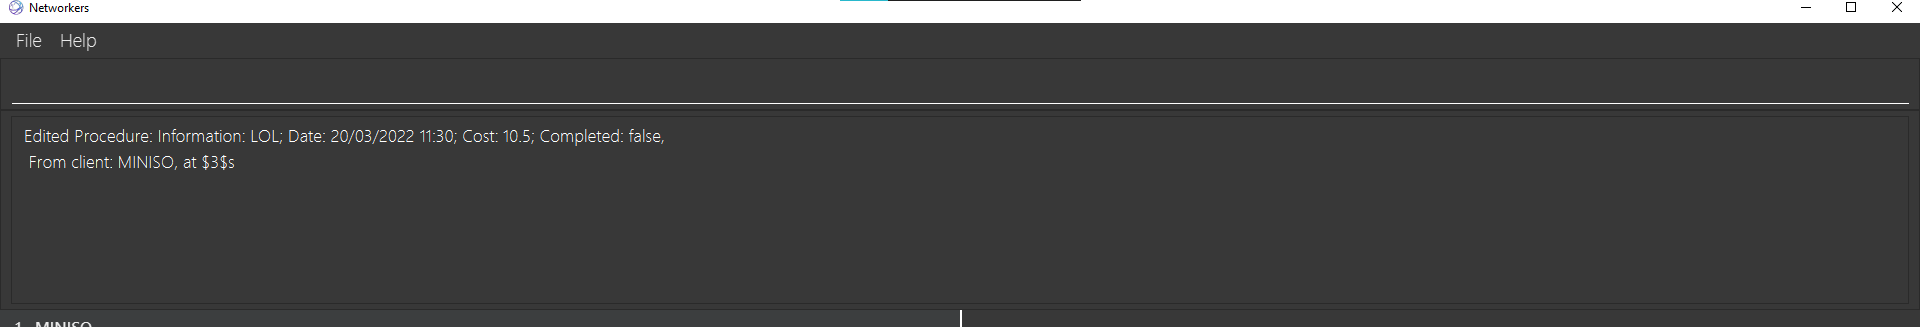 Networkers
File Help
Edited Procedure: Information: LOL; Date: 20/03/2022 11:30; Cost: 10.5; Completed: false,
From client: MINISO, at $3$s
1. MINISO